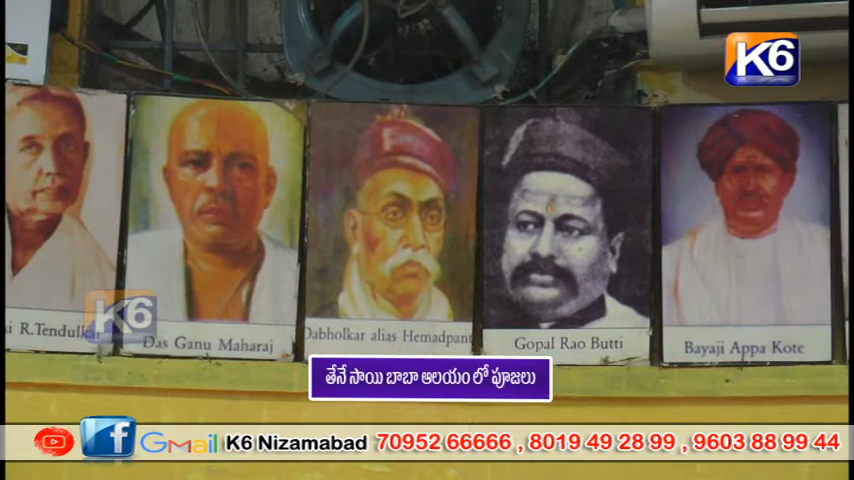 K6
K6
R.Tendulkar
Das Ganu Maharaj
Dabholkar alias Hemadpant
Gopal Rao Butti
Bayaji Appa Kote
తేనే సాయి బాబా ఆలయం లో పూజలు
f Gmail K6 Nizamabad 70952 66666 , 8019 49 28 99 , 9603 88 99 44